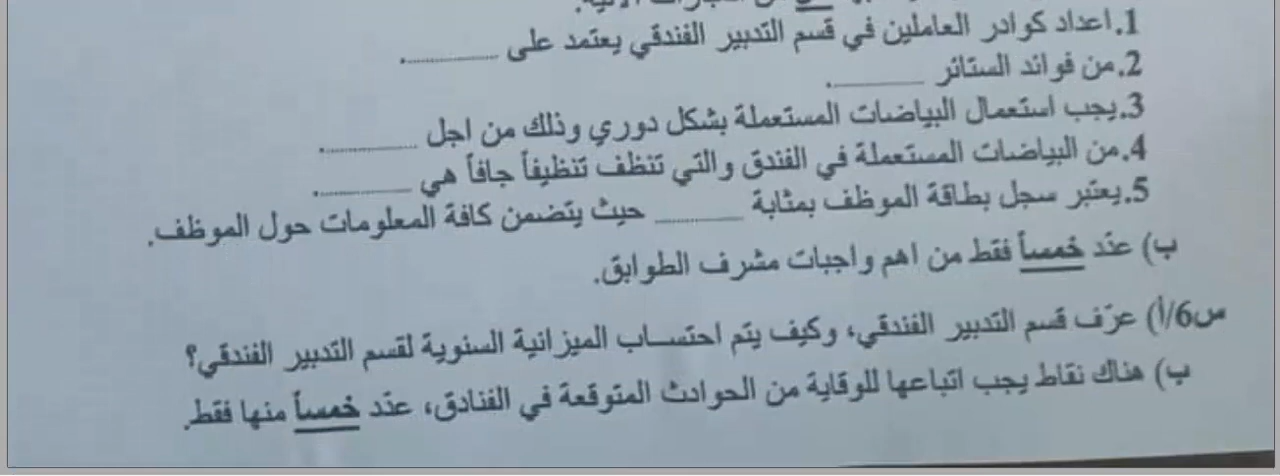 1.اعداد كوادر العاملين في قسم التدبير الفندقي يعتمد على ..........
2.من فوائد الستائر ..........
3.يجب استعمال البياضات المستعملة بشكل دوري وذلك من اجل ..........
4.من البياضات المستعملة في الفندق والتي تنظف تنظيفاً جافاً هي ..........
5.يعتبر سجل بطاقة الموظف بمثابة .......... حيث يتضمن كافة المعلومات حول الموظف.
ب) عدّد خمساً فقط من اهم واجبات مشرف الطوابق.
س6/أ) عرّف قسم التدبير الفندقي، وكيف يتم احتساب الميزانية السنوية لقسم التدبير الفندقي؟
ب) هناك نقاط يجب اتباعها للوقاية من الحوادث المتوقعة في الفنادق، عدّد خمساً منها فقط.